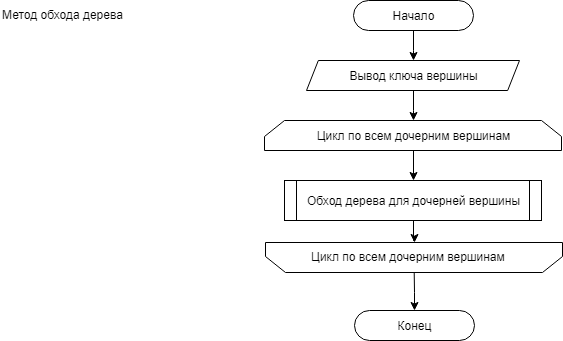 Метод обхода дерева
Начало
Вывод ключа вершины
Цикл по всем дочерним вершинам
Обход дерева для дочерней вершины
Цикл по всем дочерним вершинам
Конец